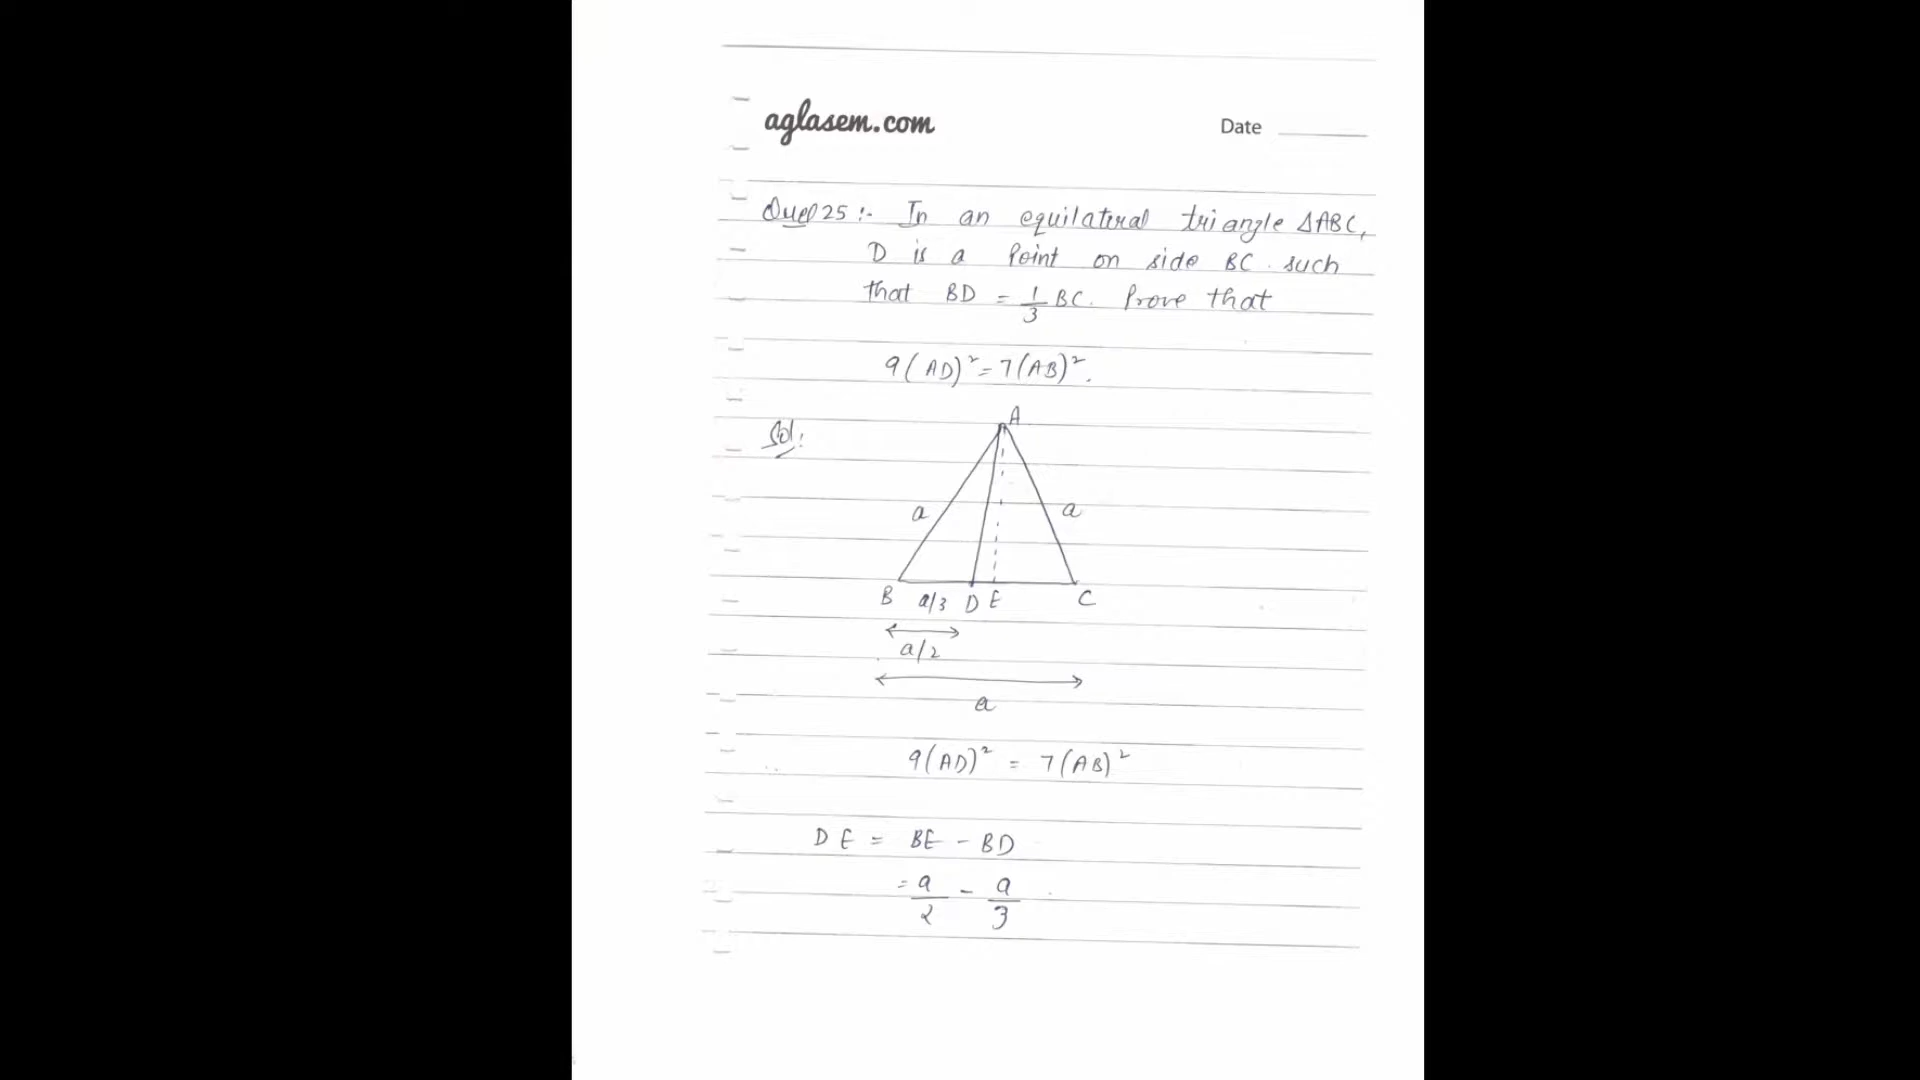 aglasem.com Date
Ques 25 :- In an equilateral triangle ΔABC,
D is a Point on side BC such
that BD = 1/3 BC. Prove that
9(AD)² = 7(AB)².
Sol:
A
a a
B a/3 D E C
a/2
a
9(AD)² = 7(AB)²
DE = BE - BD
= a/2 - a/3